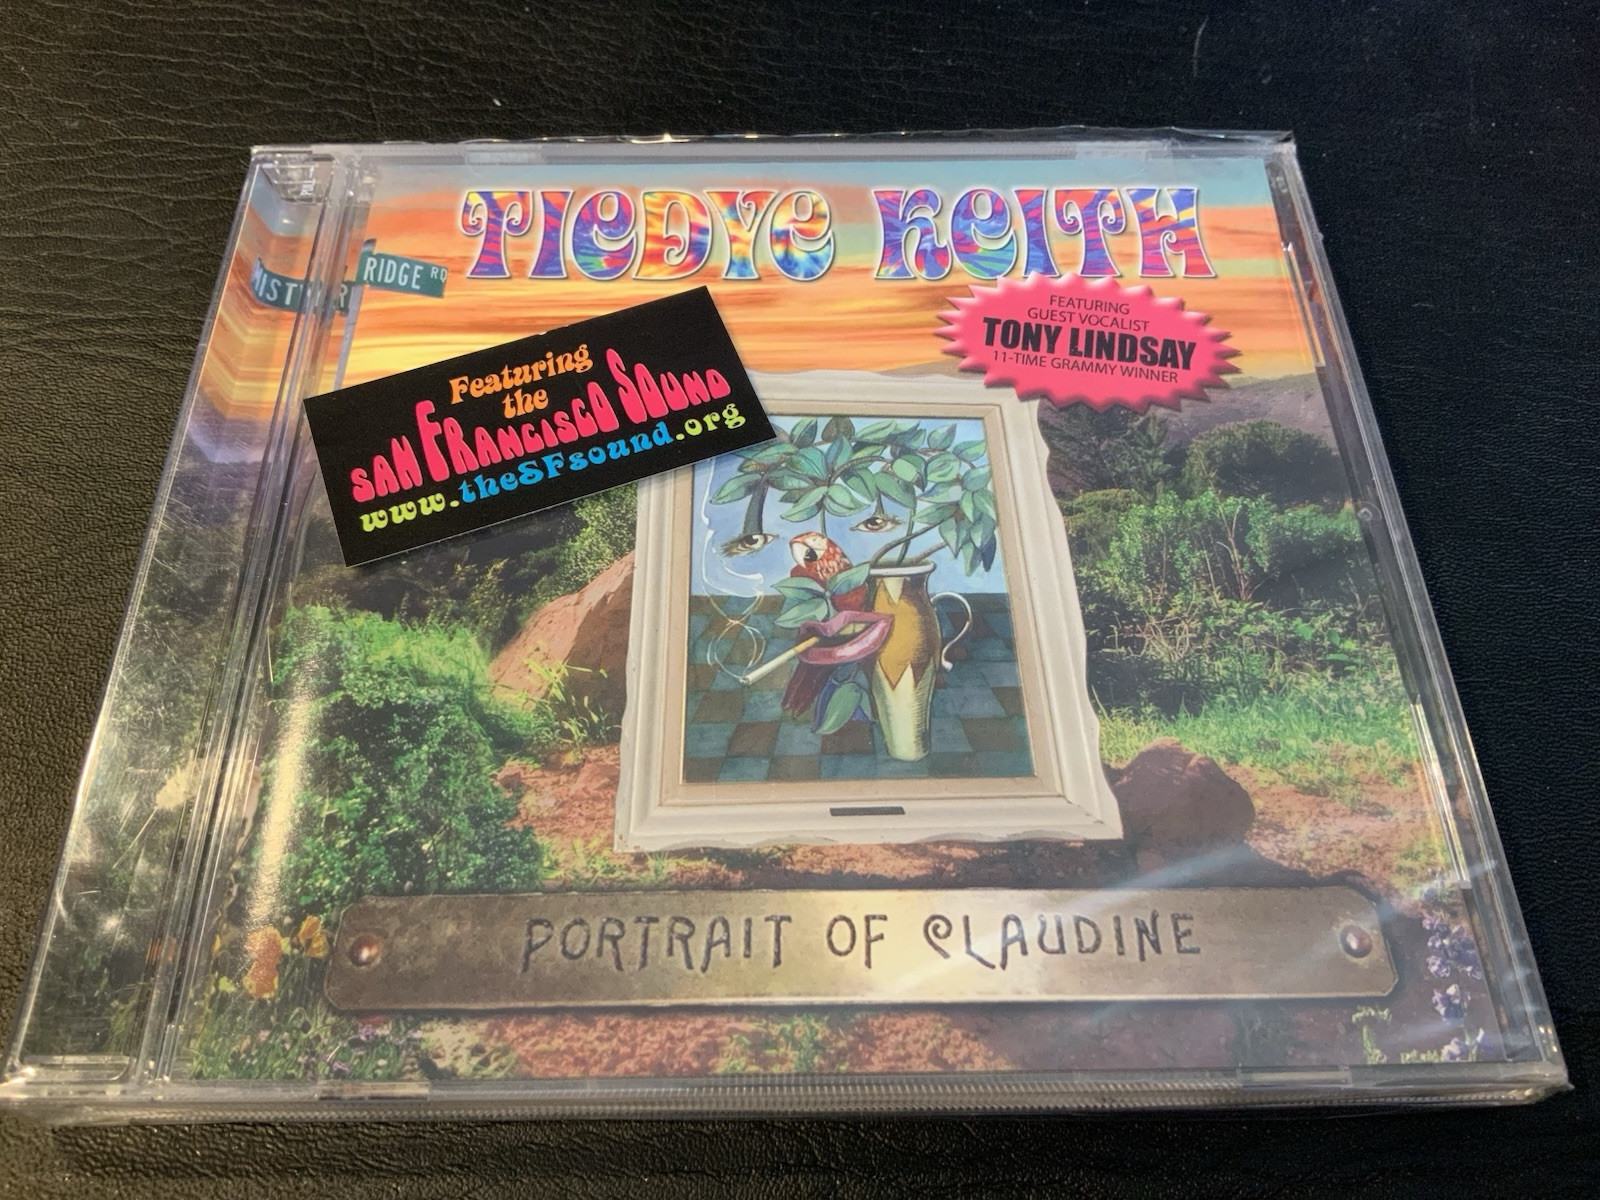 TIEDYE KEITH
RIDGE RD
FEATURING
GUEST VOCALIST
TONY LINDSAY
11-TIME GRAMMY WINNER
Featuring
the
SAN FRANCISCO SOUND
www.theSFsound.org
PORTRAIT OF CLAUDINE